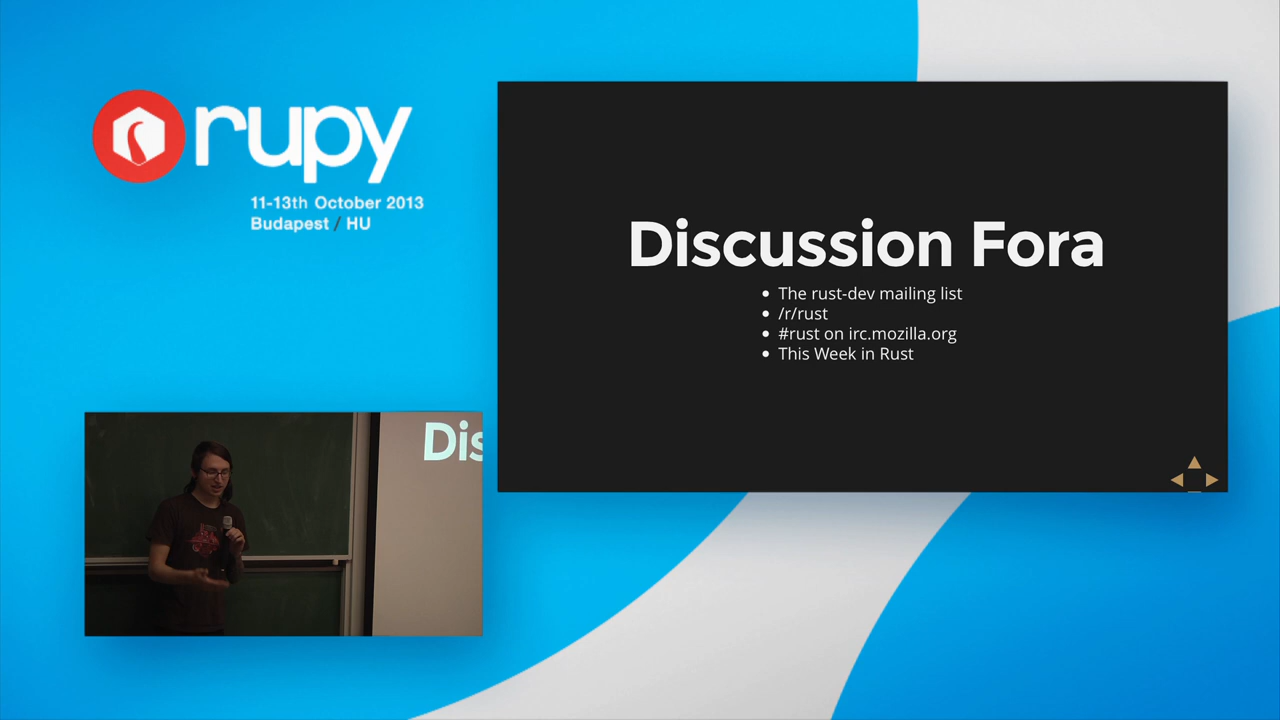 rupy
11-13th October 2013
Budapest / HU
Discussion Fora
The rust-dev mailing list
/r/rust
#rust on irc.mozilla.org
This Week in Rust
Dis